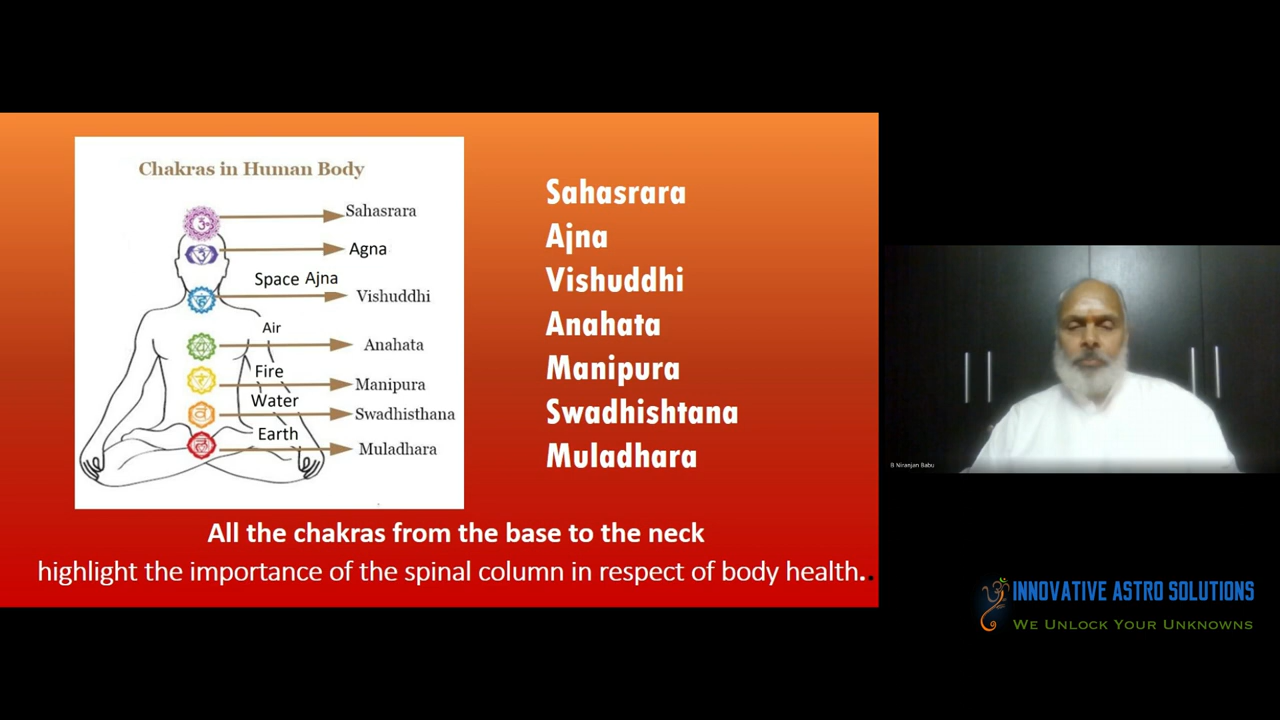 Chakras in Human Body
Sahasrara
Agna
Space Ajna
Vishuddhi
Air
Anahata
Fire
Manipura
Water
Swadhisthana
Earth
Muladhara
Sahasrara
Ajna
Vishuddhi
Anahata
Manipura
Swadhishtana
Muladhara
All the chakras from the base to the neck
highlight the importance of the spinal column in respect of body health..
B Niranjan Babu
INNOVATIVE ASTRO SOLUTIONS
WE UNLOCK YOUR UNKNOWNS